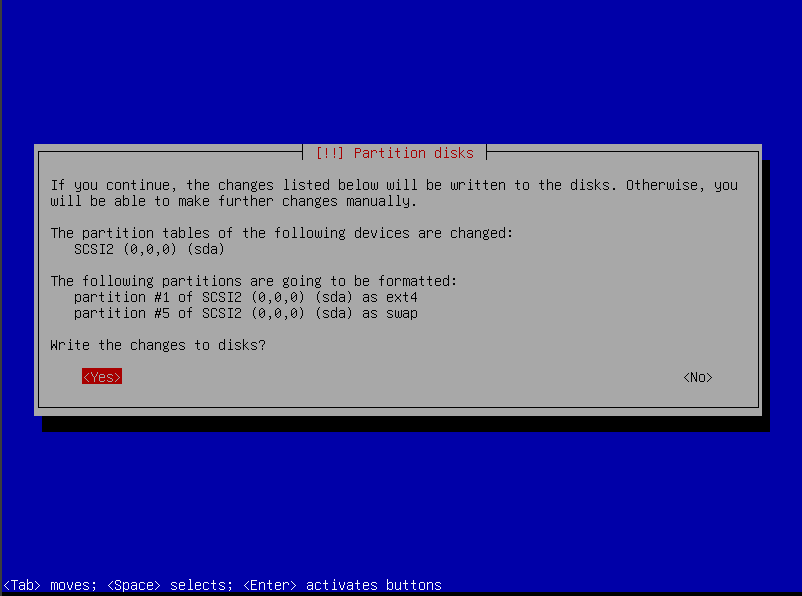 [!!] Partition disks
If you continue, the changes listed below will be written to the disks. Otherwise, you
will be able to make further changes manually.
The partition tables of the following devices are changed:
SCSI2 (0,0,0) (sda)
The following partitions are going to be formatted:
partition #1 of SCSI2 (0,0,0) (sda) as ext4
partition #5 of SCSI2 (0,0,0) (sda) as swap
Write the changes to disks?
<Yes> <No>
<Tab> moves; <Space> selects; <Enter> activates buttons